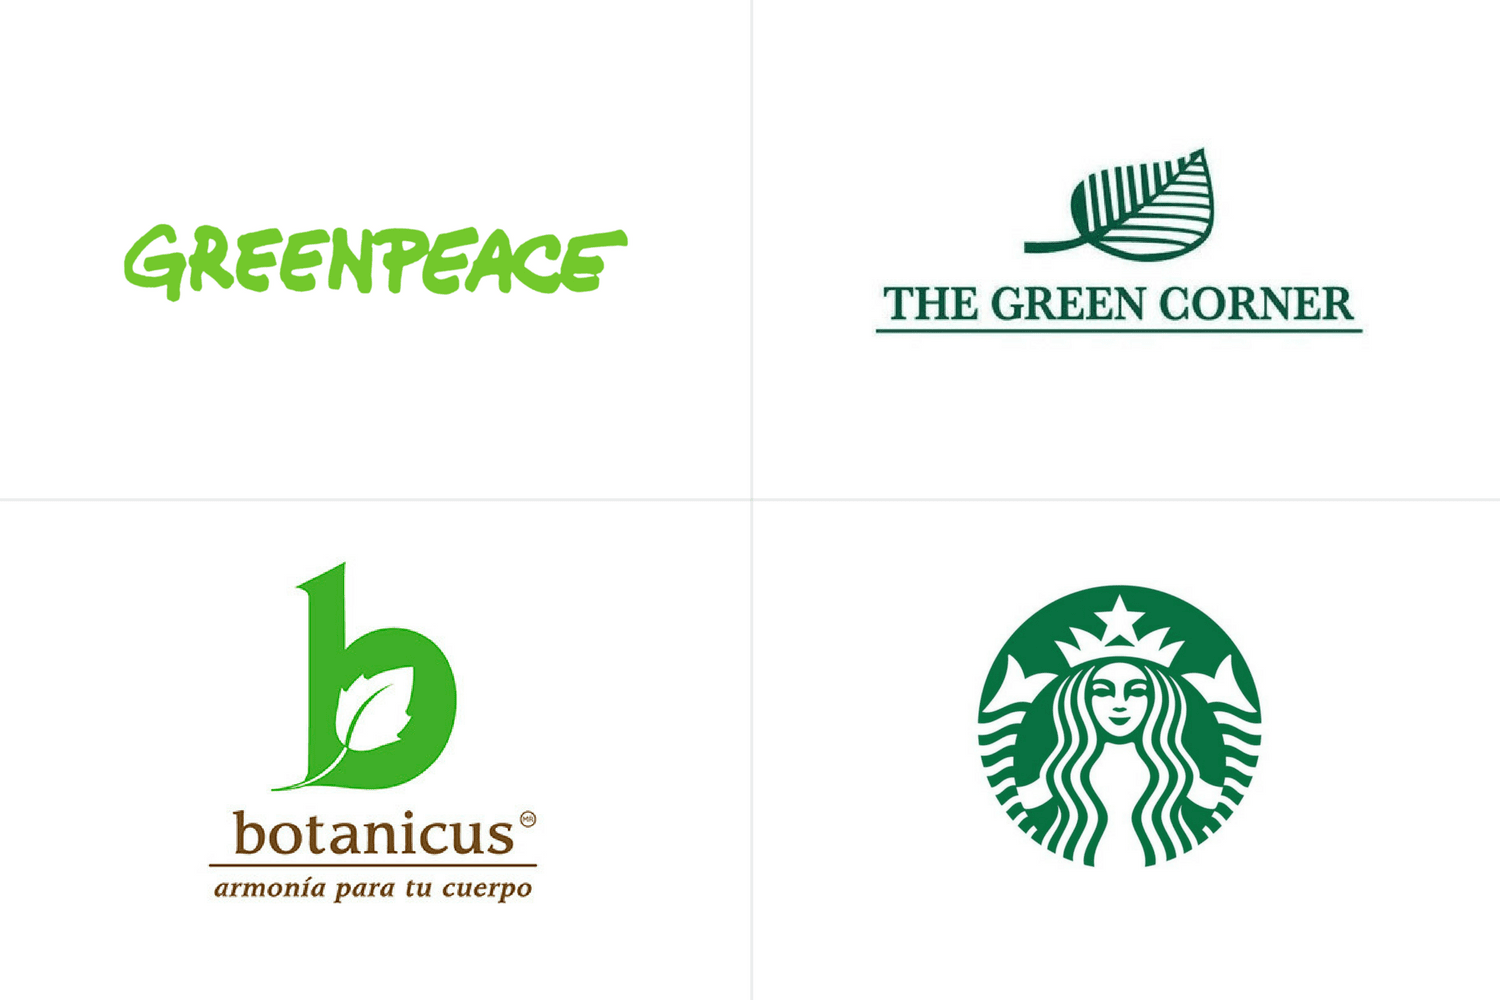 GREENPEACE
THE GREEN CORNER
b
botanicus MR
armonía para tu cuerpo